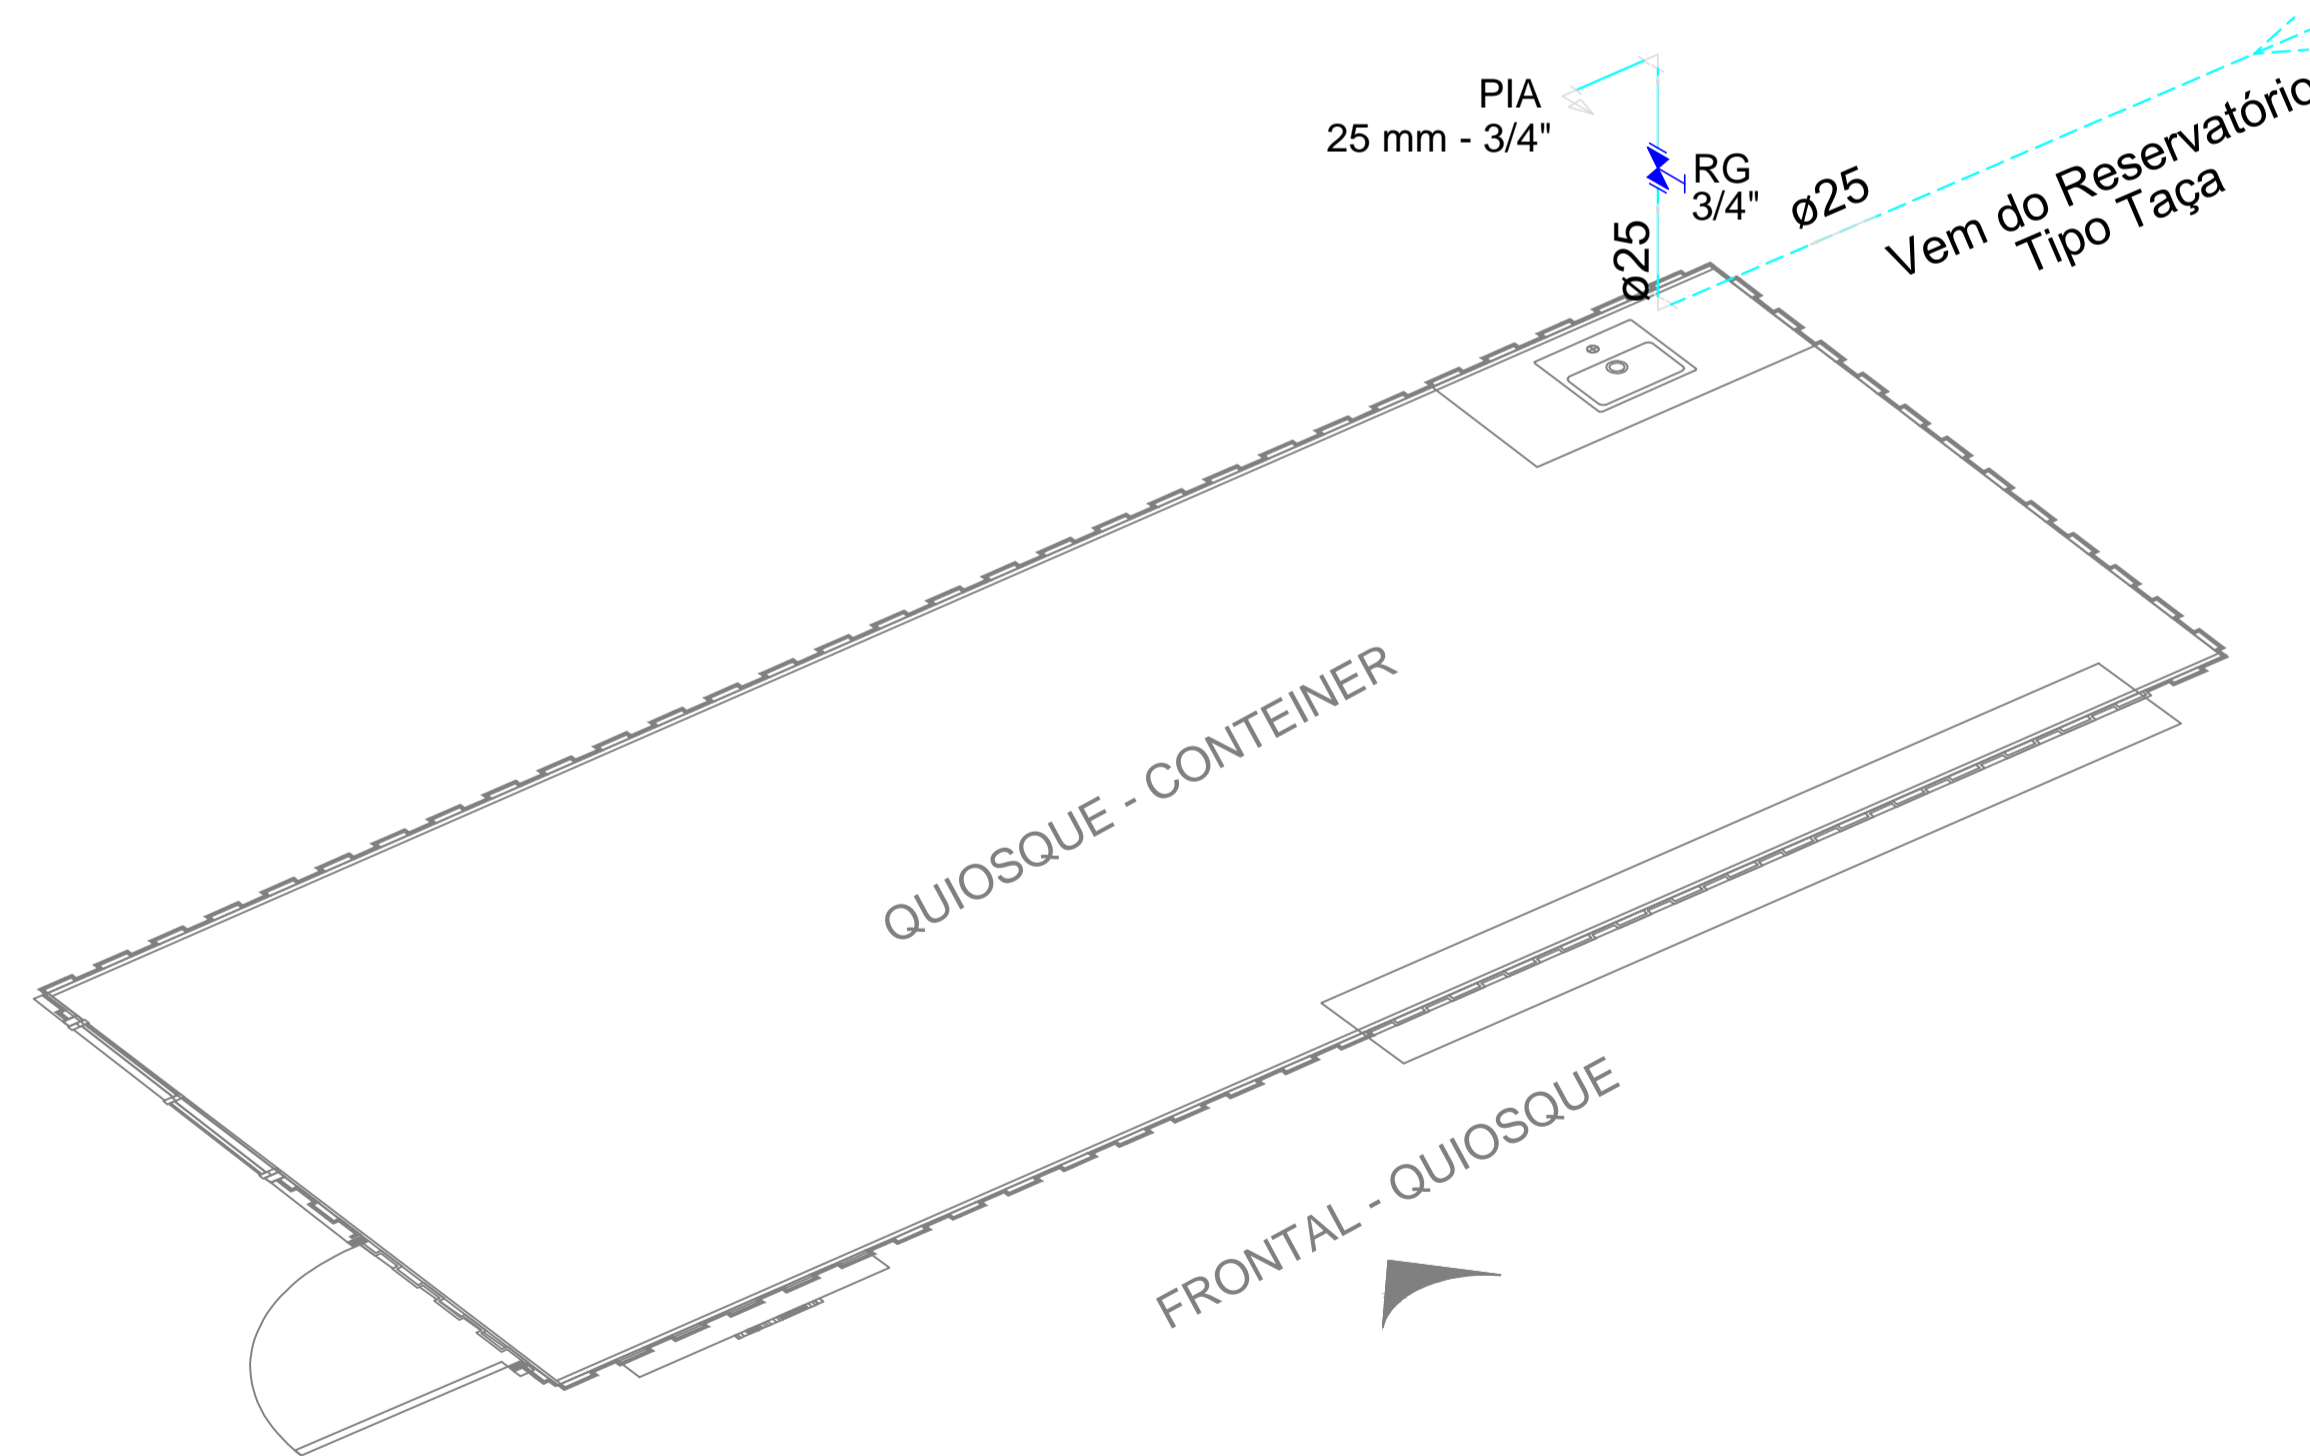 PIA
25 mm - 3/4"
RG
3/4"
ø25
ø25
Vem do Reservatório
Tipo Taça
QUIOSQUE - CONTEINER
FRONTAL - QUIOSQUE